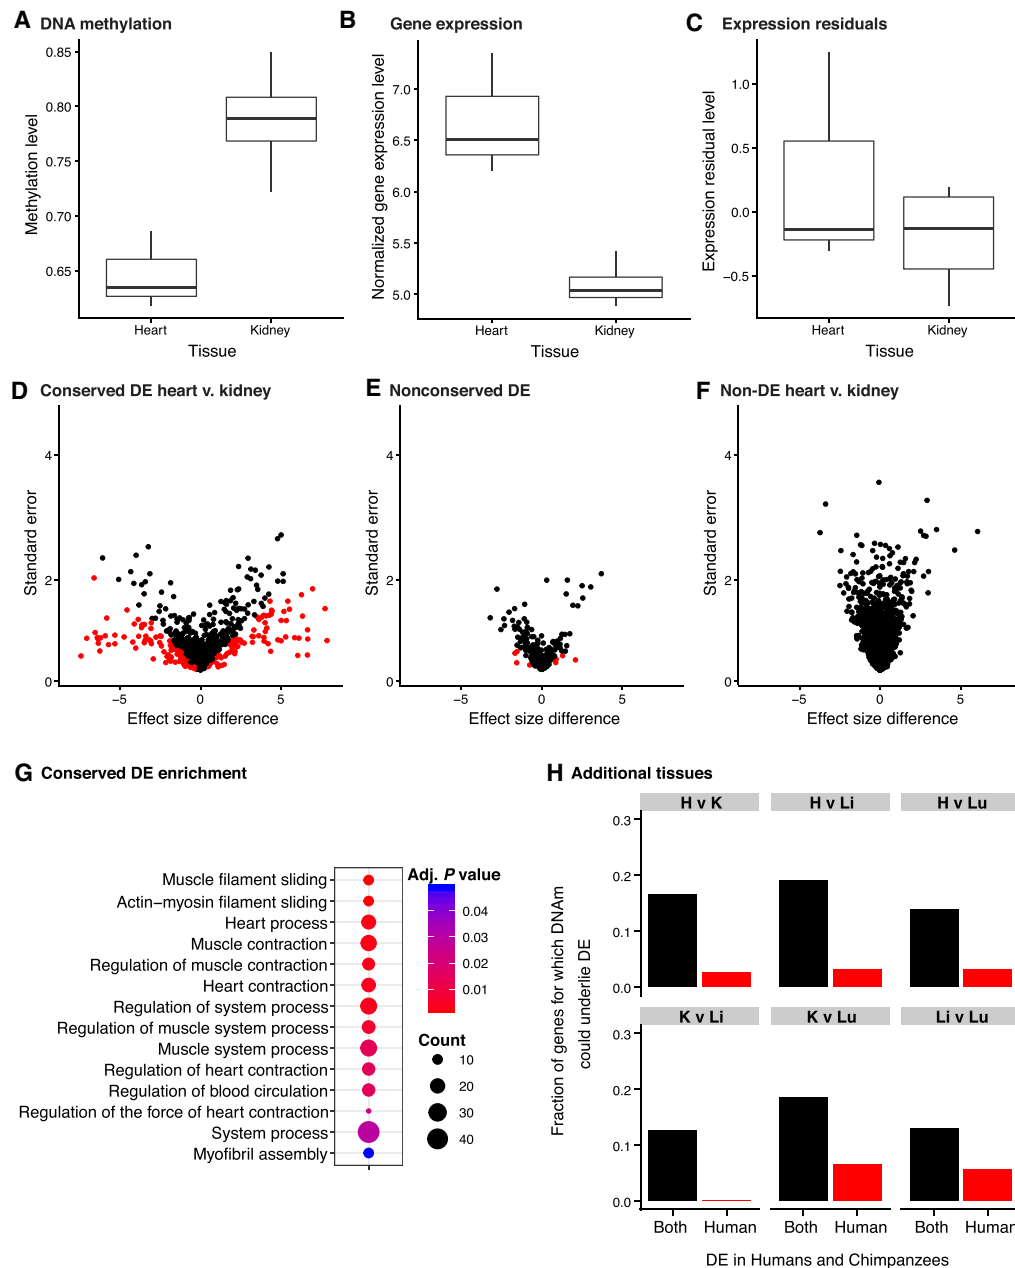 A DNA methylation
0.85
0.80
0.75
0.70
0.65
Methylation level
Heart
Kidney
Tissue
B Gene expression
7.0
6.5
6.0
5.5
5.0
Normalized gene expression level
Heart
Kidney
Tissue
C Expression residuals
1.0
0.5
0.0
−0.5
Expression residual level
Heart
Kidney
Tissue
D Conserved DE heart v. kidney
4
2
0
Standard error
−5
0
5
Effect size difference
E Nonconserved DE
4
2
0
Standard error
−5
0
5
Effect size difference
F Non-DE heart v. kidney
4
2
0
Standard error
−5
0
5
Effect size difference
G Conserved DE enrichment
Muscle filament sliding
Actin−myosin filament sliding
Heart process
Muscle contraction
Regulation of muscle contraction
Heart contraction
Regulation of system process
Regulation of muscle system process
Muscle system process
Regulation of heart contraction
Regulation of blood circulation
Regulation of the force of heart contraction
System process
Myofibril assembly
Adj. P value
0.04
0.03
0.02
0.01
Count
10
20
30
40
H Additional tissues
H v K
H v Li
H v Lu
0.3
0.2
0.1
0.0
K v Li
K v Lu
Li v Lu
0.3
0.2
0.1
0.0
Fraction of genes for which DNAm
could underlie DE
Both
Human
Both
Human
Both
Human
DE in Humans and Chimpanzees